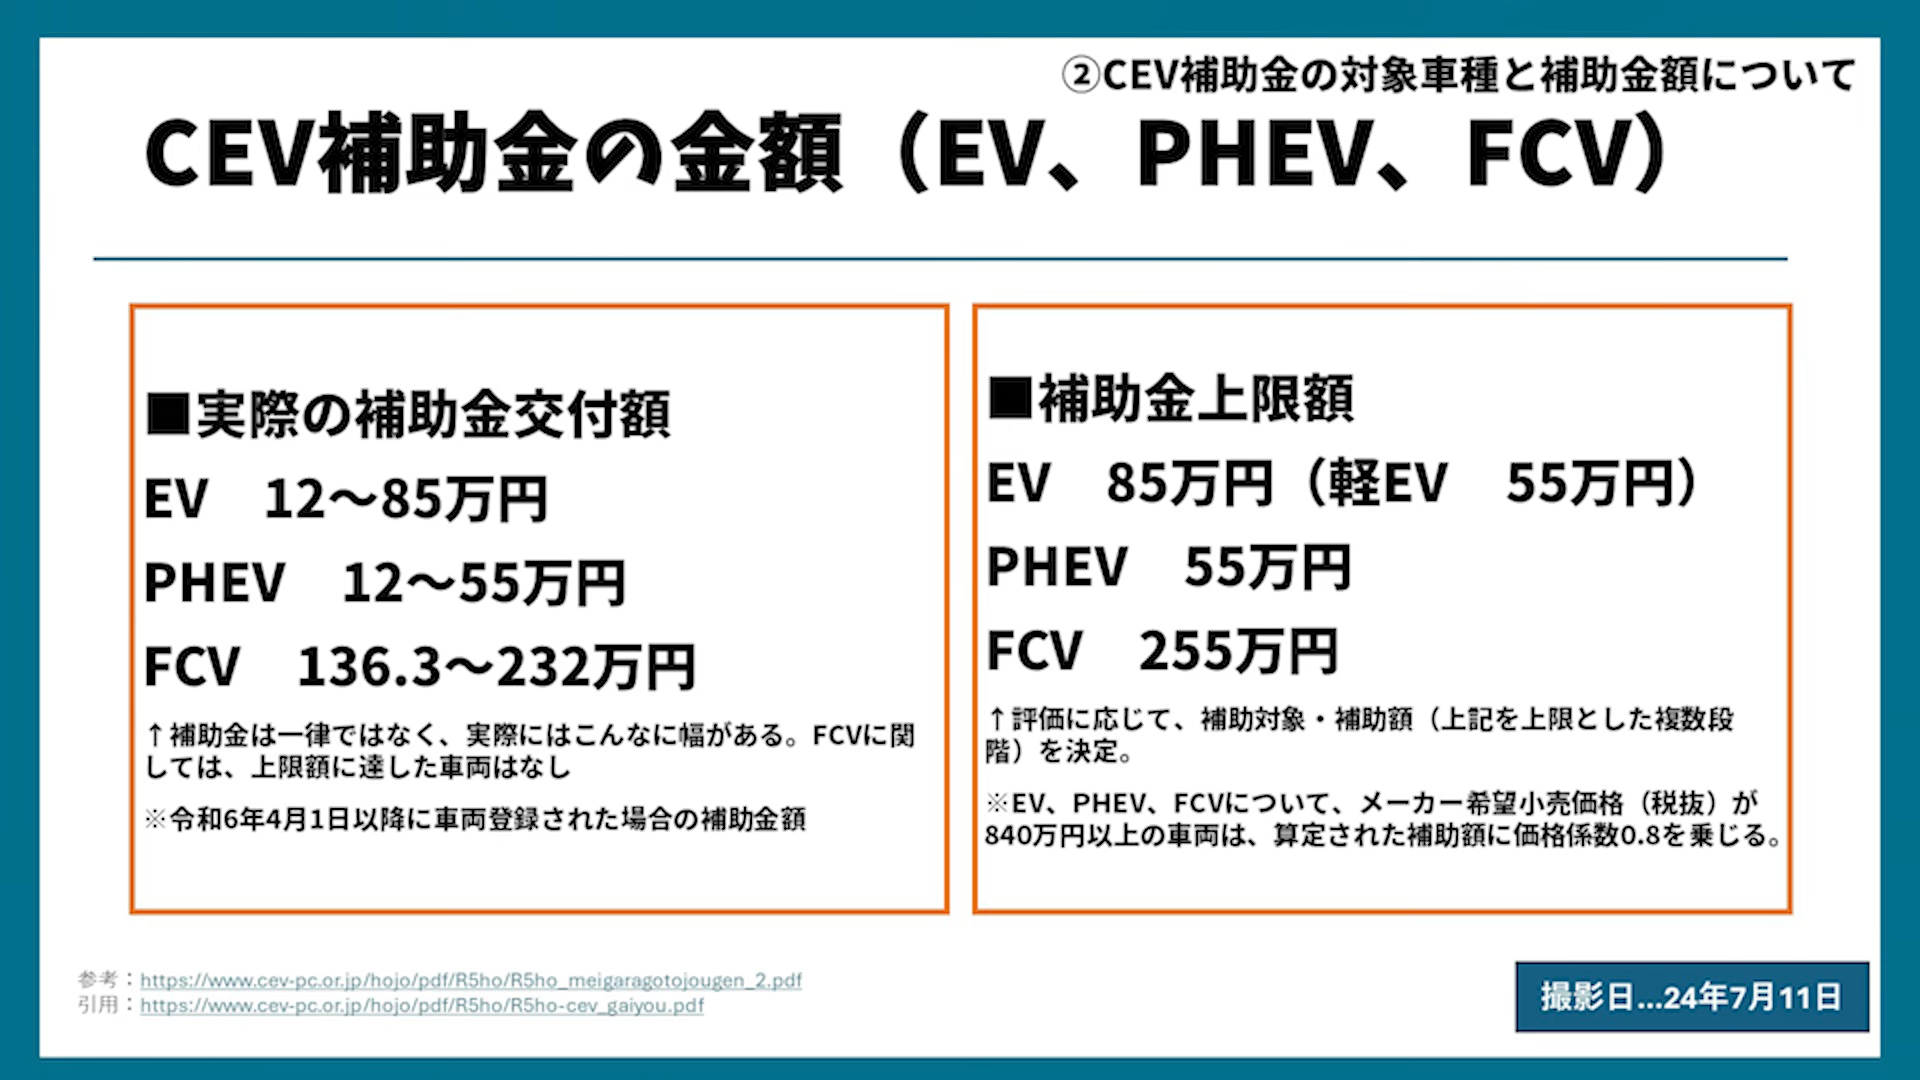 ②CEV補助金の対象車種と補助金額について
CEV補助金の金額（EV、PHEV、FCV）
■実際の補助金交付額
EV　12～85万円
PHEV　12～55万円
FCV　136.3～232万円
↑補助金は一律ではなく、実際にはこんなに幅がある。FCVに関
しては、上限額に達した車両はなし
※令和6年4月1日以降に車両登録された場合の補助金額
■補助金上限額
EV　85万円（軽EV　55万円）
PHEV　55万円
FCV　255万円
↑評価に応じて、補助対象・補助額（上記を上限とした複数段
階）を決定。
※EV、PHEV、FCVについて、メーカー希望小売価格（税抜）が
840万円以上の車両は、算定された補助額に価格係数0.8を乗じる。
参考：https://www.cev-pc.or.jp/hojo/pdf/R5ho/R5ho_meigaragotojougen_2.pdf
引用：https://www.cev-pc.or.jp/hojo/pdf/R5ho/R5ho-cev_gaiyou.pdf
撮影日...24年7月11日